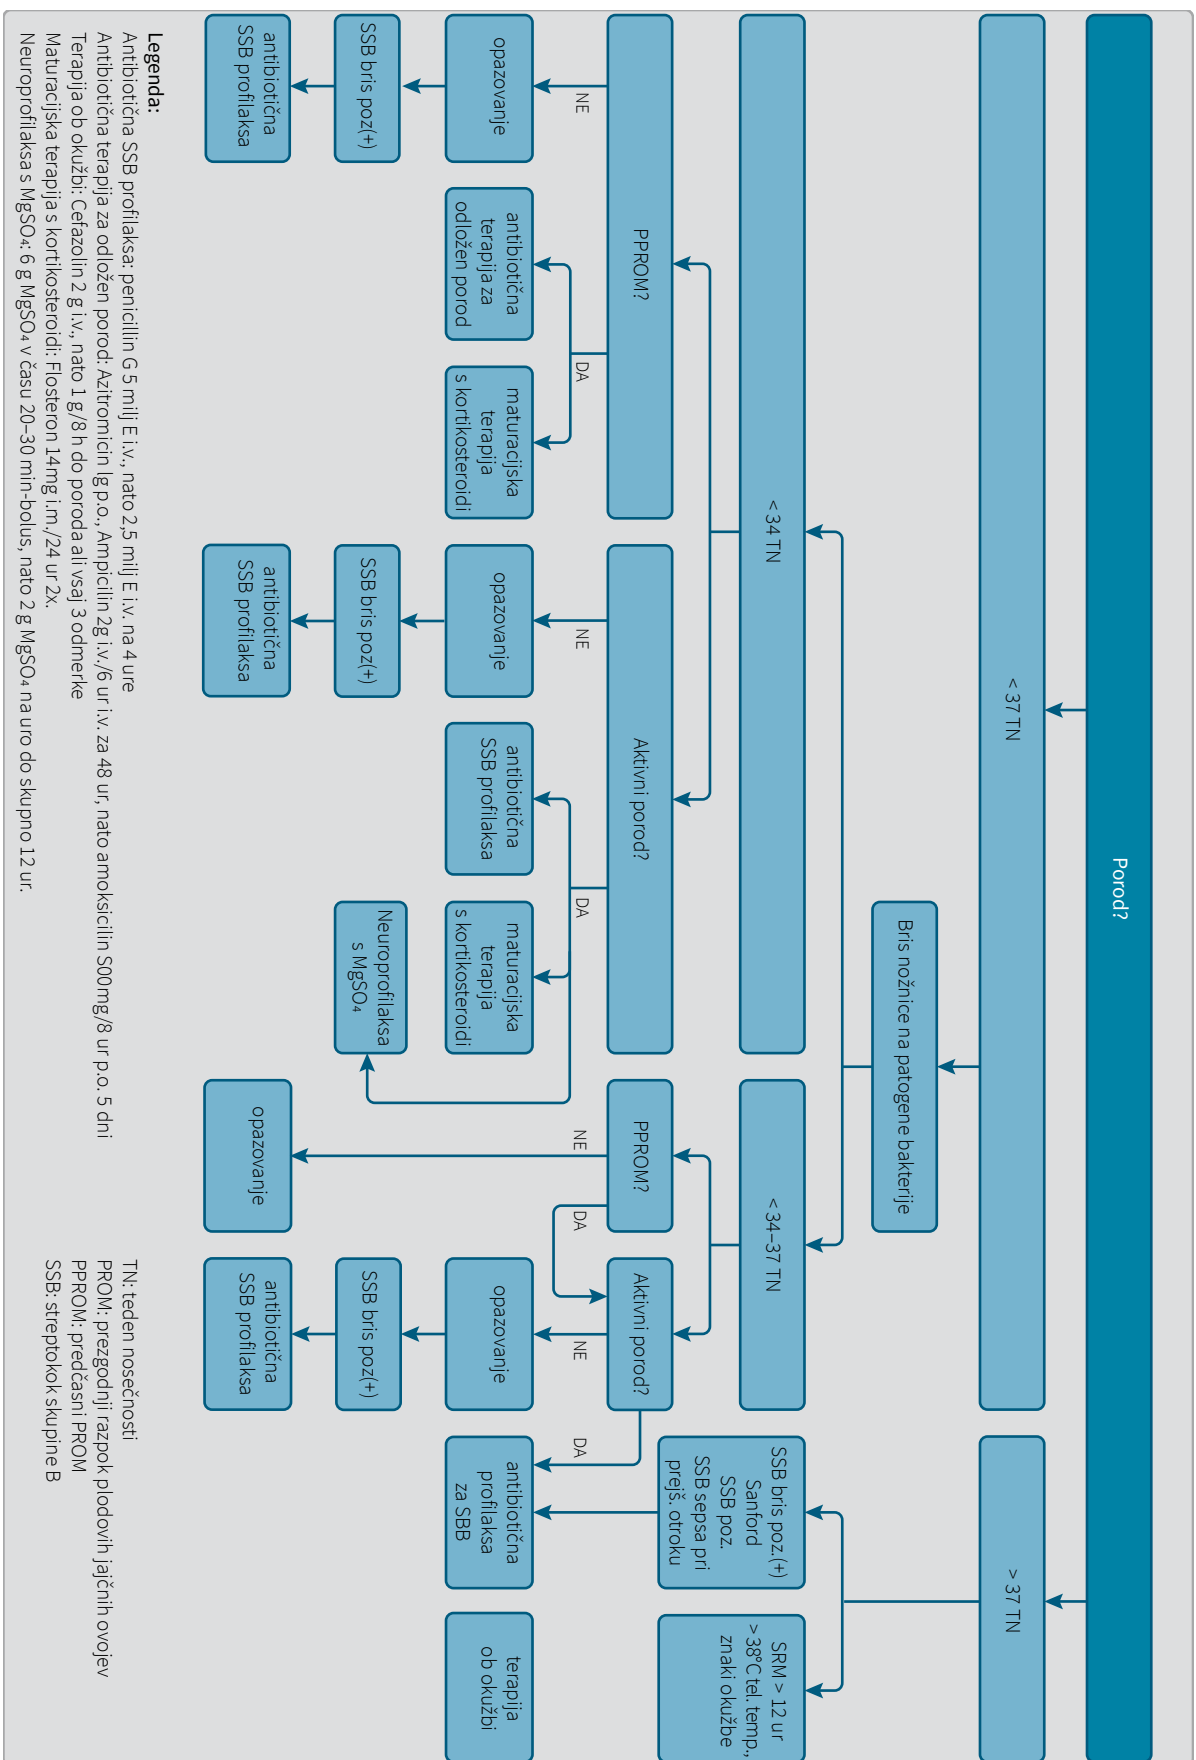 Porod?
< 37 TN
> 37 TN
Bris nožnice na patogene bakterije
< 34 TN
< 34–37 TN
SSB bris poz.(+)
Sanford
SSB poz.
SSB sepsa pri
prejš. otroku
SRM > 12 ur
> 38°C tel. temp.,
znaki okužbe
PPROM?
Aktivni porod?
PPROM?
Aktivni porod?
NE
DA
NE
DA
NE
DA
NE
DA
opazovanje
antibiotična
terapija za
odložen porod
maturacijska
terapija
s kortikosteroidi
opazovanje
antibiotična
SSB profilaksa
maturacijska
terapija
s kortikosteroidi
opazovanje
antibiotična
profilaksa
za SBB
terapija
ob okužbi
SSB bris poz(+)
SSB bris poz(+)
Neuroprofilaksa
s MgSO₄
SSB bris poz(+)
antibiotična
SSB profilaksa
antibiotična
SSB profilaksa
opazovanje
antibiotična
SSB profilaksa
Legenda:
Antibiotična SSB profilaksa: penicillin G 5 milj E i.v., nato 2,5 milj E i.v. na 4 ure
Antibiotična terapija za odložen porod: Azitromicin lg p.o., Ampicilin 2g i.v./6 ur i.v. za 48 ur, nato amoksicilin S00mg/8 ur p.o. 5 dni
Terapija ob okužbi: Cefazolin 2 g i.v., nato 1 g/8 h do poroda ali vsaj 3 odmerke
Maturacijska terapija s kortikosteroidi: Flosteron 14mg i.m./24 ur 2x.
Neuroprofilaksa s MgSO₄: 6 g MgSO₄ v času 20–30 min-bolus, nato 2 g MgSO₄ na uro do skupno 12 ur.
TN: teden nosečnosti
PROM: prezgodnji razpok plodovih jajčnih ovojev
PPROM: predčasni PROM
SSB: streptokok skupine B